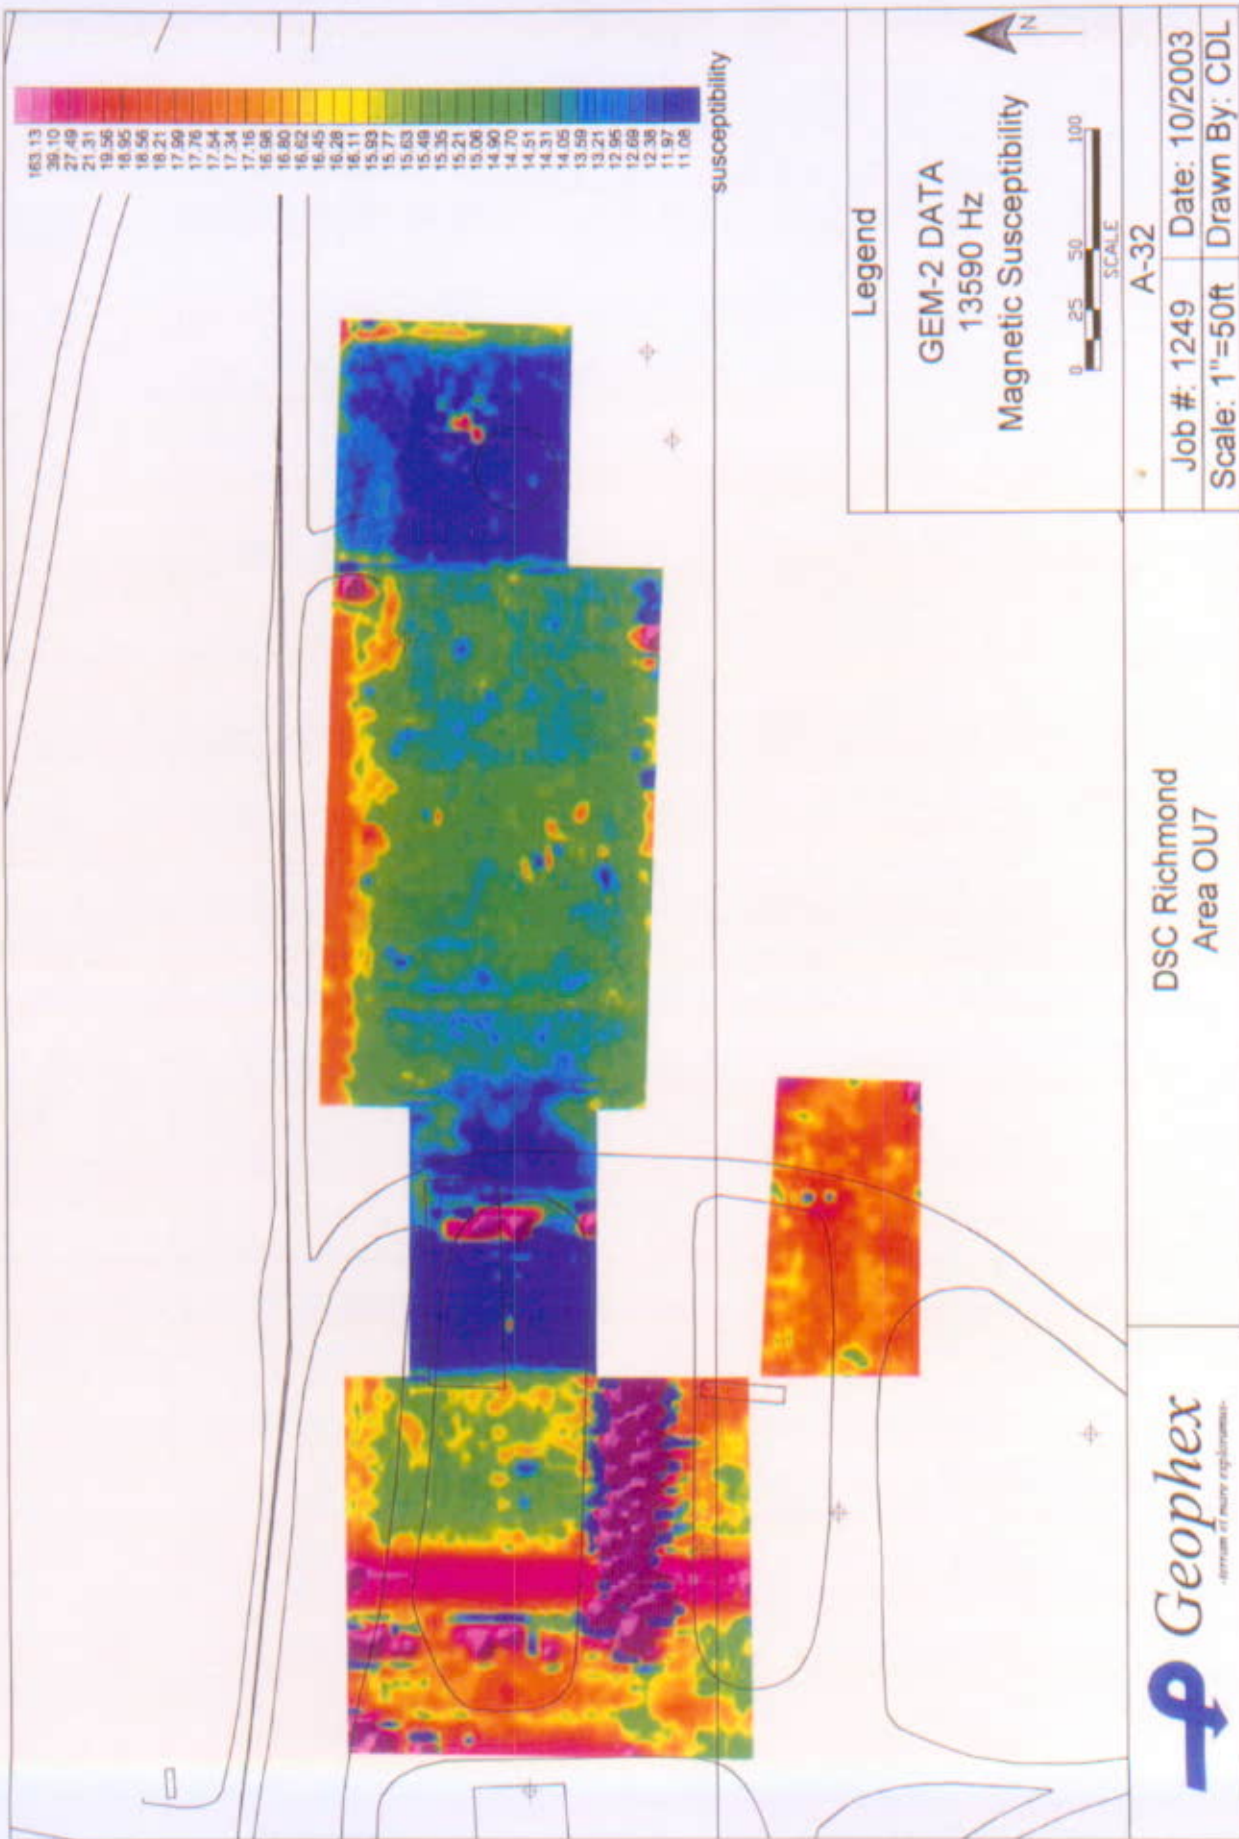 163.13
39.10
27.49
21.31
19.56
18.95
18.56
18.21
17.99
17.76
17.54
17.34
17.16
16.98
16.80
16.62
16.45
16.28
16.11
15.93
15.77
15.63
15.49
15.35
15.21
15.06
14.90
14.70
14.51
14.31
14.05
13.59
13.21
12.95
12.69
12.38
11.97
11.08
susceptibility
Legend
GEM-2 DATA
13590 Hz
Magnetic Susceptibility
N
0 25 50 100
SCALE
A-32
Job #: 1249 Date: 10/2003
Scale: 1"=50ft Drawn By: CDL
DSC Richmond
Area OU7
Geophex
-terram et mare exploramus-